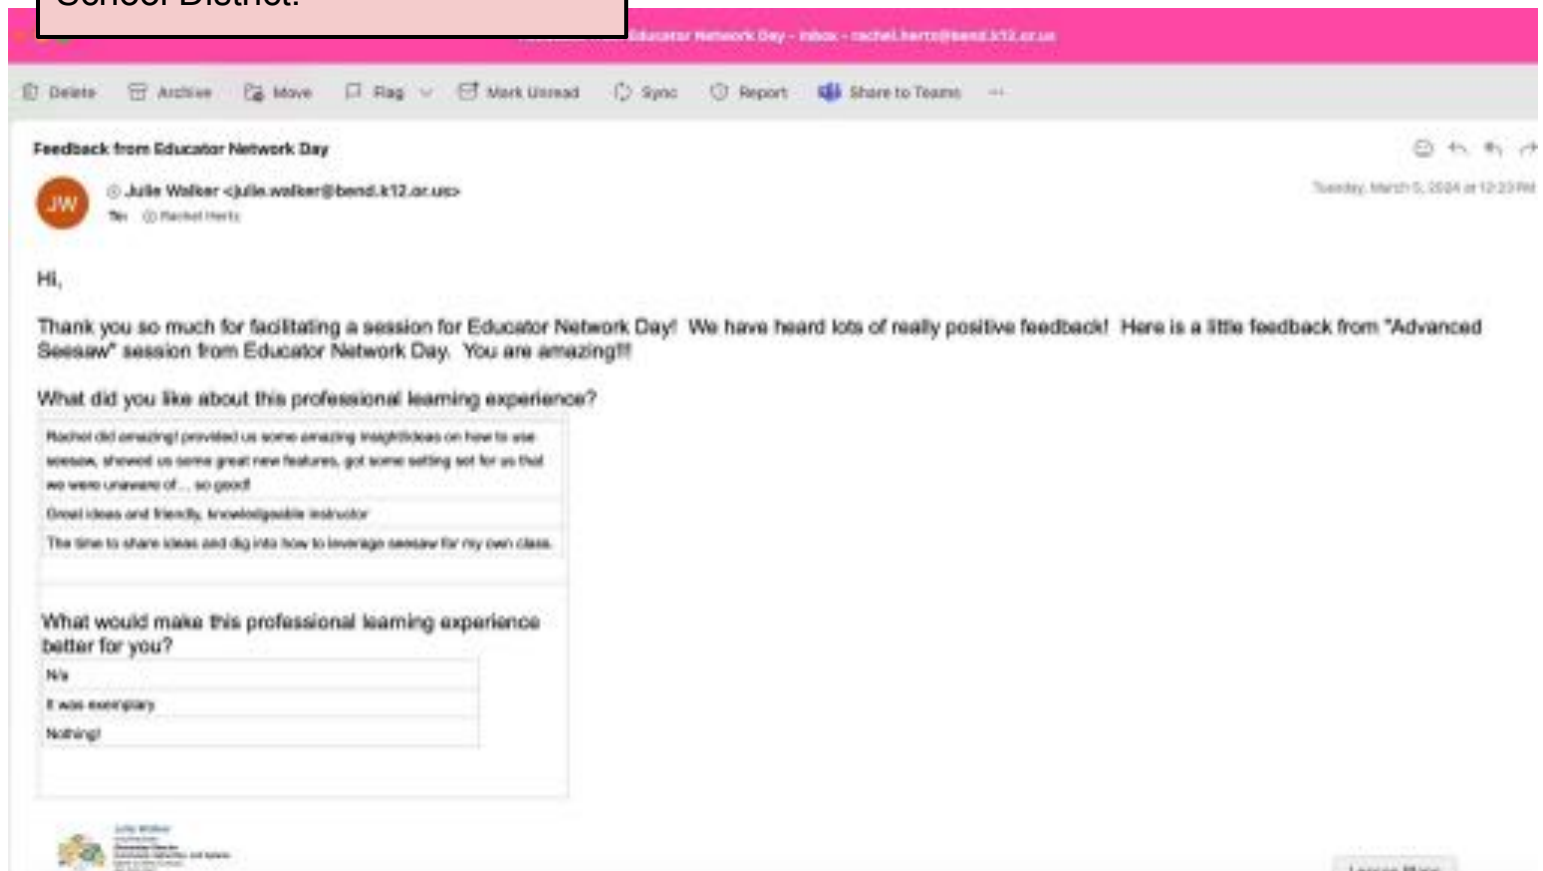 School District.
Educator Network Day - Inbox - rachel.hertz@bend.k12.or.us
Delete Archive Move Flag Mark Unread Sync Report Share to Teams
Feedback from Educator Network Day
JW
Julie Walker <julie.walker@bend.k12.or.us>
Tuesday, March 5, 2024 at 12:23 PM
To: Rachel Hertz
Hi,
Thank you so much for facilitating a session for Educator Network Day! We have heard lots of really positive feedback! Here is a little feedback from "Advanced
Seesaw" session from Educator Network Day. You are amazing!!!
What did you like about this professional learning experience?
Rachel did amazing! provided us some amazing insight/ideas on how to use
seesaw, showed us some great new features, got some setting set for us that
we were unaware of... so good!
Great ideas and friendly, knowledgeable instructor
The time to share ideas and dig into how to leverage seesaw for my own class.
What would make this professional learning experience
better for you?
N/a
It was exemplary
Nothing!
Julie Walker